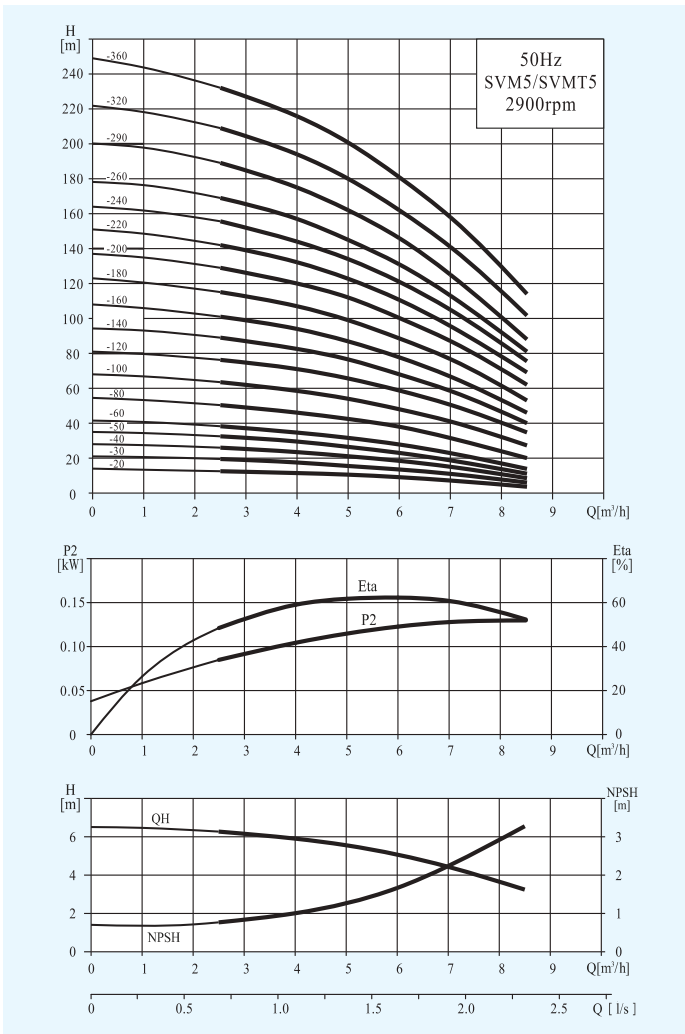 H
[m]
50Hz
SVM5/SVMT5
2900rpm
240
220
200
180
160
140
120
100
80
60
40
20
0
-360
-320
-290
-260
-240
-220
-200
-180
-160
-140
-120
-100
-80
-60
-50
-40
-30
-20
0 1 2 3 4 5 6 7 8 9 Q[m³/h]
P2
[kW]
Eta
[%]
0.15
0.10
0.05
0
Eta
P2
60
40
20
0
0 1 2 3 4 5 6 7 8 9 Q[m³/h]
H
[m]
NPSH
[m]
6
4
2
0
QH
NPSH
3
2
1
0
0 1 2 3 4 5 6 7 8 9 Q[m³/h]
0 0.5 1.0 1.5 2.0 2.5 Q [ l/s ]